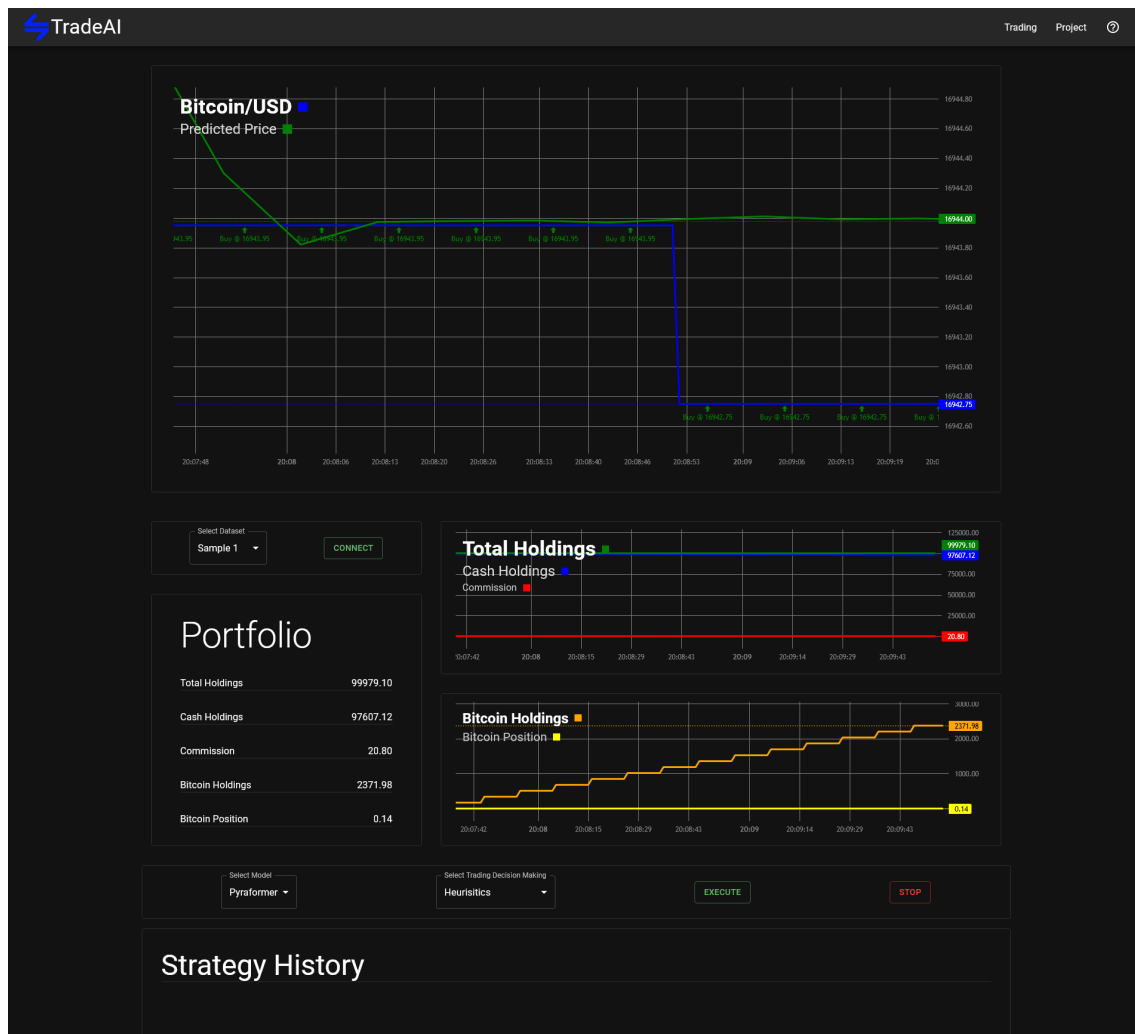 TradeAI
Trading Project
Bitcoin/USD
Predicted Price
16944.80
16944.60
16944.40
16944.20
16944.00
16943.80
16943.60
16943.40
16943.20
16943.00
16942.80
16942.75
16942.60
Buy @ 16943.95 Buy @ 16943.95 Buy @ 16943.95 Buy @ 16943.95 Buy @ 16943.95 Buy @ 16943.95
Buy @ 16942.75 Buy @ 16942.75 Buy @ 16942.75 Buy @ 1
20:07:48 20:08 20:08:06 20:08:13 20:08:20 20:08:26 20:08:33 20:08:40 20:08:46 20:08:53 20:09 20:09:06 20:09:13 20:09:19 20:0
Select Dataset
Sample 1
CONNECT
Portfolio
Total Holdings 99979.10
Cash Holdings 97607.12
Commission 20.80
Bitcoin Holdings 2371.98
Bitcoin Position 0.14
Total Holdings
Cash Holdings
Commission
125000.00
99979.10
97607.12
75000.00
50000.00
25000.00
20.80
20:07:42 20:08 20:08:15 20:08:29 20:08:43 20:09 20:09:14 20:09:29 20:09:43
Bitcoin Holdings
Bitcoin Position
3000.00
2371.98
2000.00
1000.00
0.14
20:07:42 20:08 20:08:15 20:08:29 20:08:43 20:09 20:09:14 20:09:29 20:09:43
Select Model
Pyraformer
Select Trading Decision Making
Heurisitics
EXECUTE
STOP
Strategy History